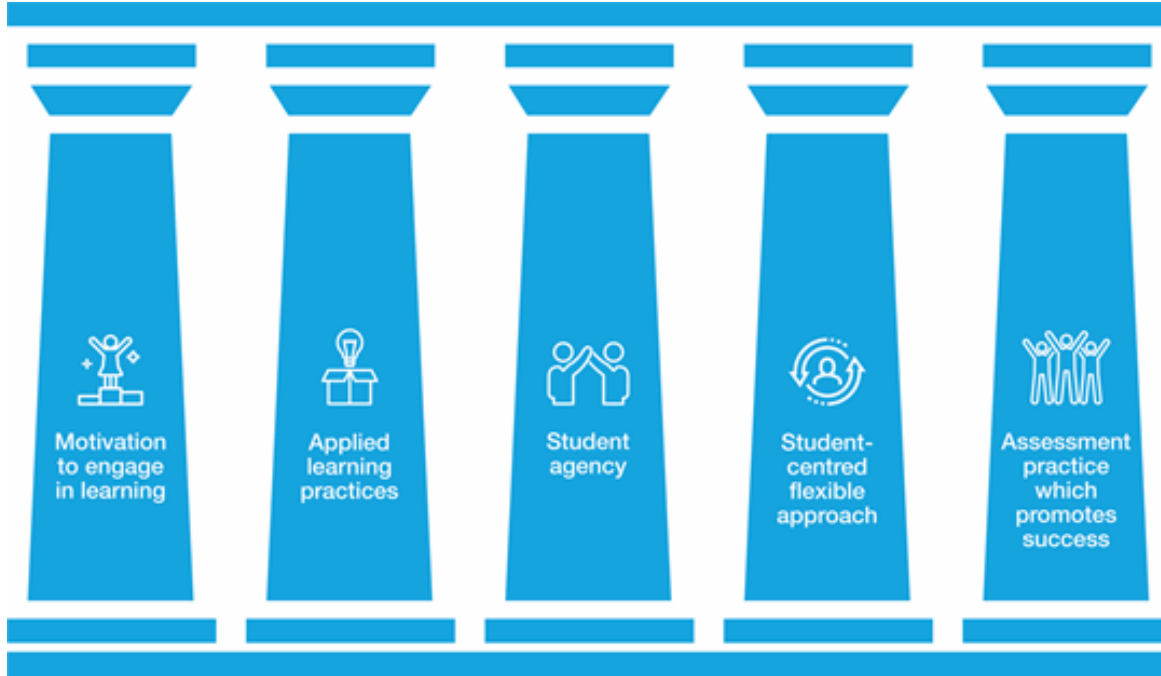 Motivation
to engage
in learning
Applied
learning
practices
Student
agency
Student-
centred
flexible
approach
Assessment
practice
which
promotes
success